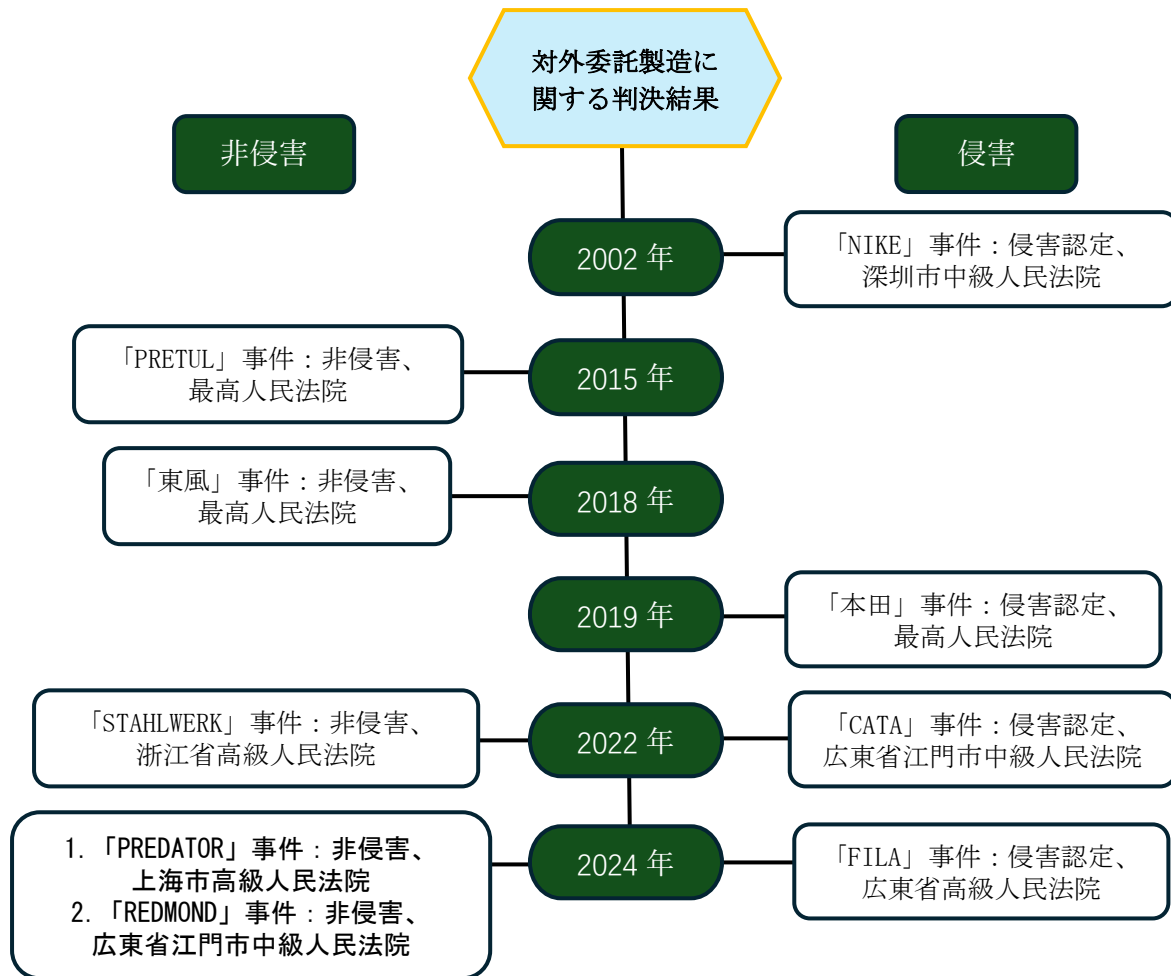 対外委託製造に
関する判決結果
非侵害
侵害
2002 年
「NIKE」事件：侵害認定、
深圳市中級人民法院
「PRETUL」事件：非侵害、
最高人民法院
2015 年
「東風」事件：非侵害、
最高人民法院
2018 年
2019 年
「本田」事件：侵害認定、
最高人民法院
「STAHLWERK」事件：非侵害、
浙江省高級人民法院
2022 年
「CATA」事件：侵害認定、
広東省江門市中級人民法院
1. 「PREDATOR」事件：非侵害、
上海市高級人民法院
2. 「REDMOND」事件：非侵害、
広東省江門市中級人民法院
2024 年
「FILA」事件：侵害認定、
広東省高級人民法院